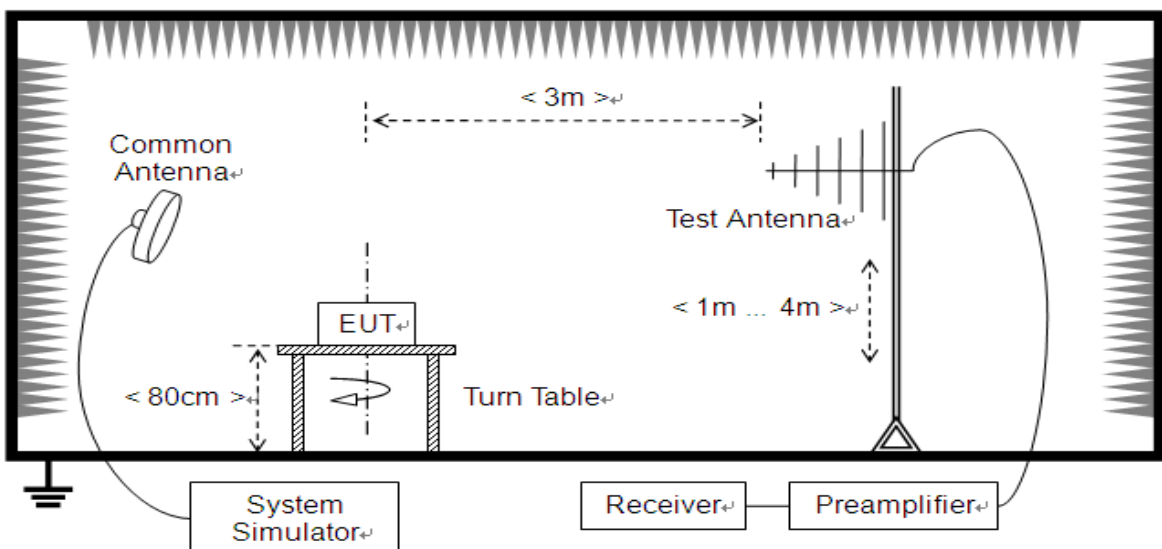 < 3m >↵
Common
Antenna↵
Test Antenna↵
< 1m ... 4m >↵
EUT↵
< 80cm >↵
Turn Table↵
System
Simulator↵
Receiver↵
Preamplifier↵